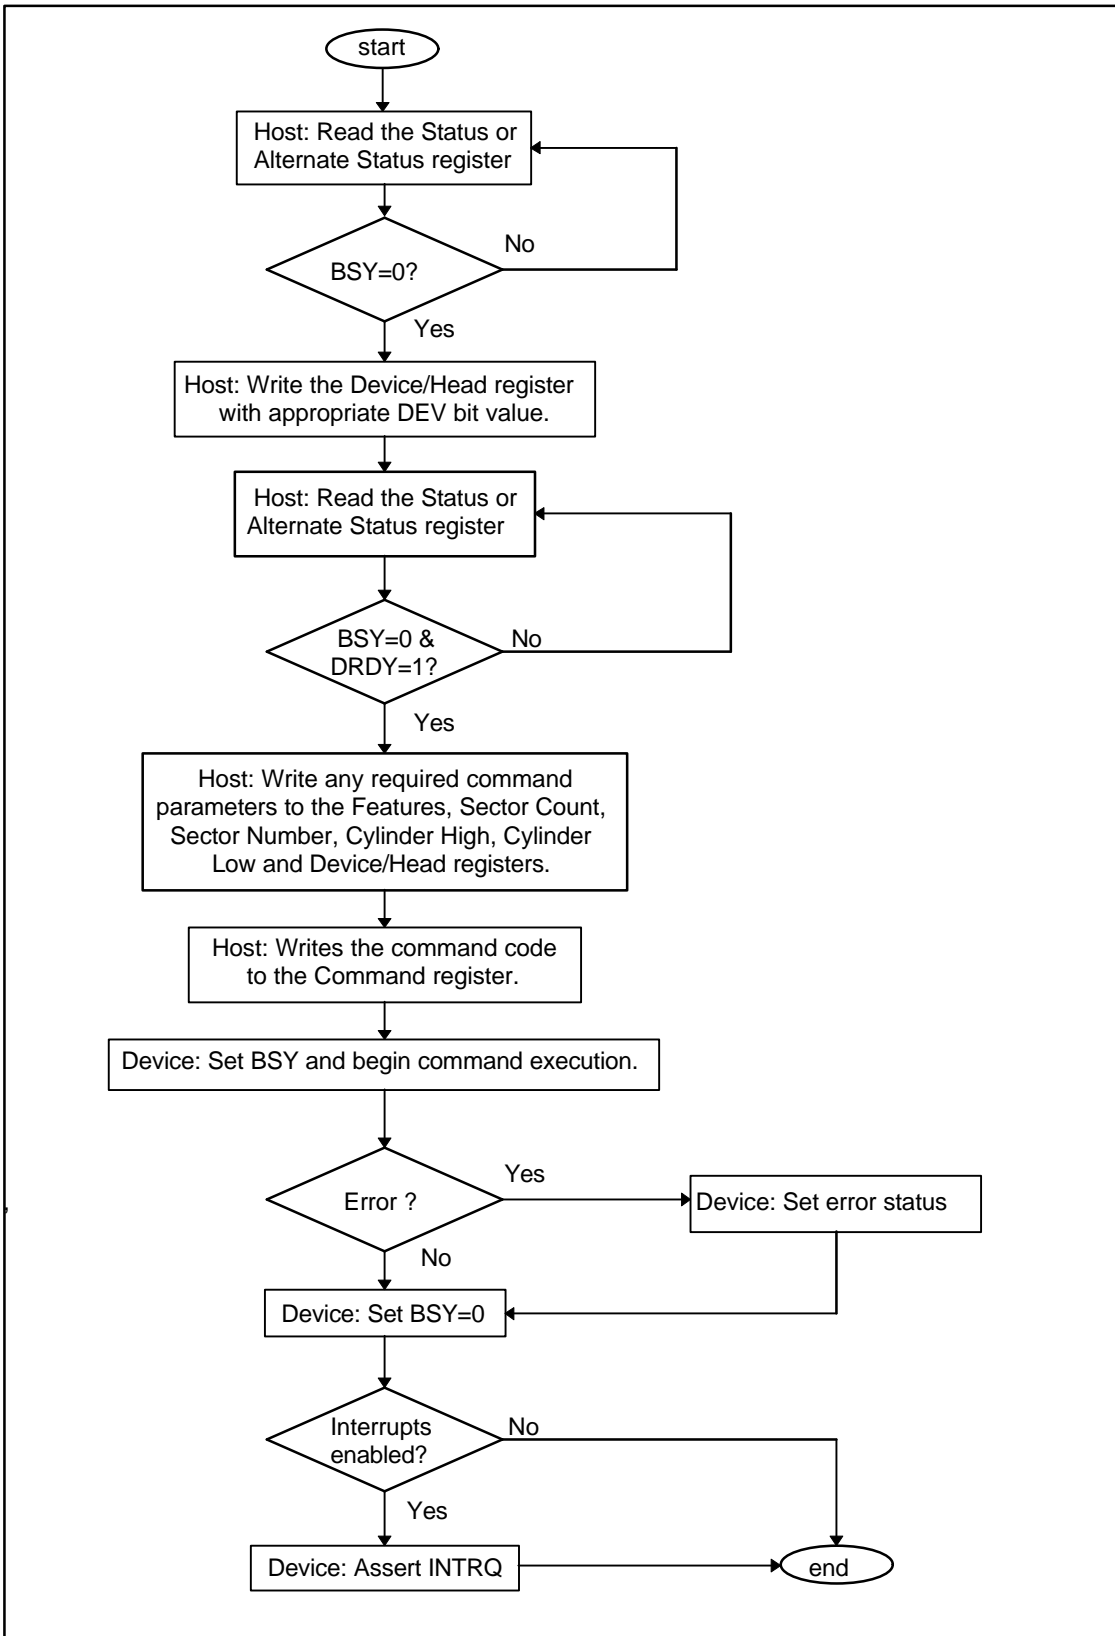 start
Host: Read the Status or
Alternate Status register
No
BSY=0?
Yes
Host: Write the Device/Head register
with appropriate DEV bit value.
Host: Read the Status or
Alternate Status register
BSY=0 &
DRDY=1?
No
Yes
Host: Write any required command
parameters to the Features, Sector Count,
Sector Number, Cylinder High, Cylinder
Low and Device/Head registers.
Host: Writes the command code
to the Command register.
Device: Set BSY and begin command execution.
Yes
Error ?
Device: Set error status
No
Device: Set BSY=0
Interrupts
enabled?
No
Yes
Device: Assert INTRQ
end